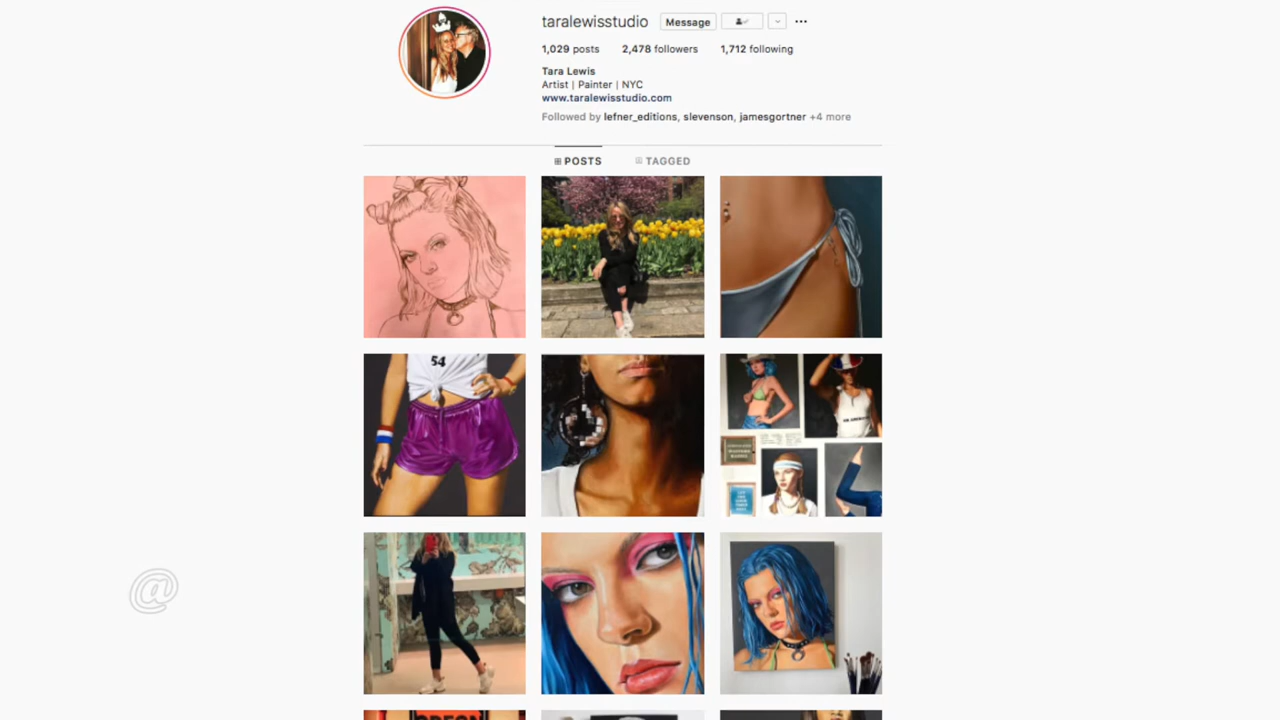 taralewisstudio Message
1,029 posts 2,478 followers 1,712 following
Tara Lewis
Artist | Painter | NYC
www.taralewisstudio.com
Followed by lefner_editions, slevenson, jamesgortner +4 more
POSTS TAGGED
54
@